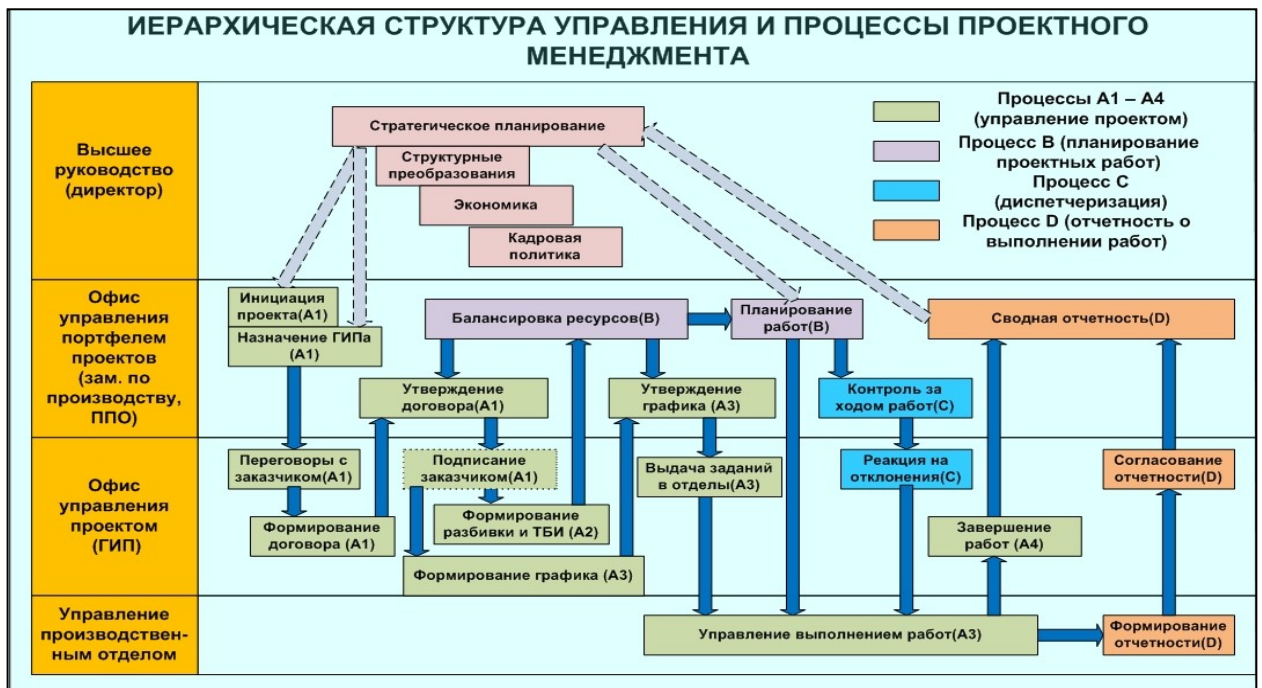 ИЕРАРХИЧЕСКАЯ СТРУКТУРА УПРАВЛЕНИЯ И ПРОЦЕССЫ ПРОЕКТНОГО
МЕНЕДЖМЕНТА
Высшее
руководство
(директор)
Стратегическое планирование
Структурные
преобразования
Экономика
Кадровая
политика
Процессы А1 – А4
(управление проектом)
Процесс В (планирование
проектных работ)
Процесс С
(диспетчеризация)
Процесс D (отчетность о
выполнении работ)
Офис
управления
портфелем
проектов
(зам. по
производству,
ППО)
Инициация
проекта(А1)
Назначение ГИПа
(А1)
Балансировка ресурсов(В)
Планирование
работ(В)
Сводная отчетность(D)
Утверждение
договора(А1)
Утверждение
графика (А3)
Контроль за
ходом работ(С)
Офис
управления
проектом
(ГИП)
Переговоры с
заказчиком(А1)
Подписание
заказчиком(А1)
Выдача заданий
в отделы(А3)
Реакция на
отклонения(С)
Согласование
отчетности(D)
Формирование
договора (А1)
Формирование
разбивки и ТБИ (А2)
Завершение
работ (А4)
Формирование графика (А3)
Управление
производствен-
ным отделом
Управление выполнением работ(А3)
Формирование
отчетности(D)